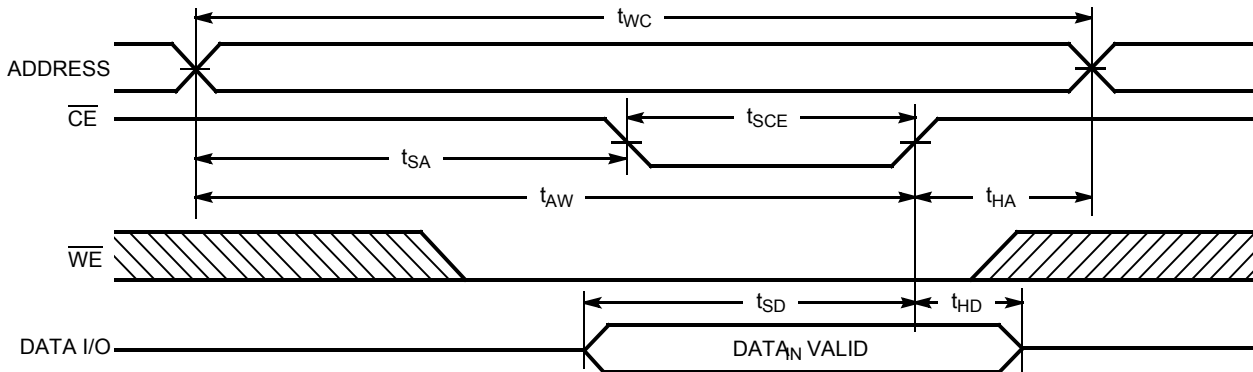 tWC
ADDRESS
CE
tSCE
tSA
tAW
tHA
WE
tSD
tHD
DATA I/O
DATAIN VALID